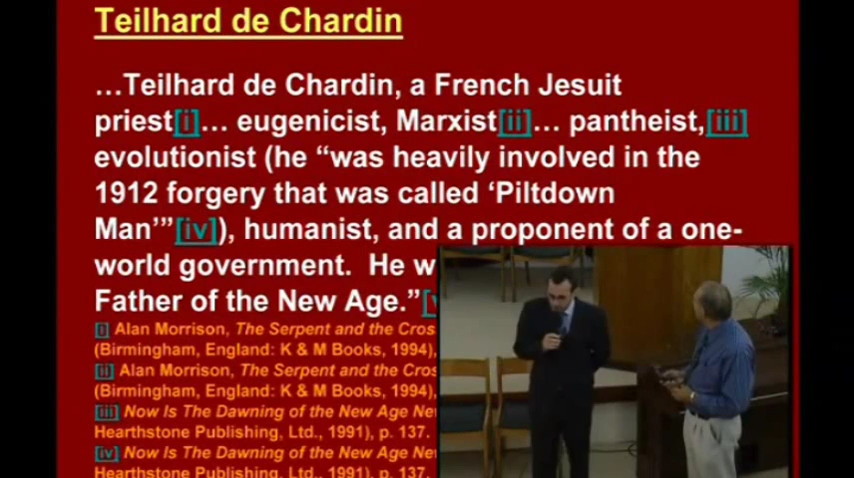 Teilhard de Chardin
…Teilhard de Chardin, a French Jesuit
priest[i]… eugenicist, Marxist[ii]… pantheist,[iii]
evolutionist (he “was heavily involved in the
1912 forgery that was called ‘Piltdown
Man’”[iv]), humanist, and a proponent of a one-
world government.  He w
Father of the New Age.”[v
[i] Alan Morrison, The Serpent and the Cros
(Birmingham, England: K & M Books, 1994),
[ii] Alan Morrison, The Serpent and the Cros
(Birmingham, England: K & M Books, 1994),
[iii] Now Is The Dawning of the New Age Ne
Hearthstone Publishing, Ltd., 1991), p. 137.
[iv] Now Is The Dawning of the New Age Ne
Hearthstone Publishing, Ltd., 1991), p. 137.